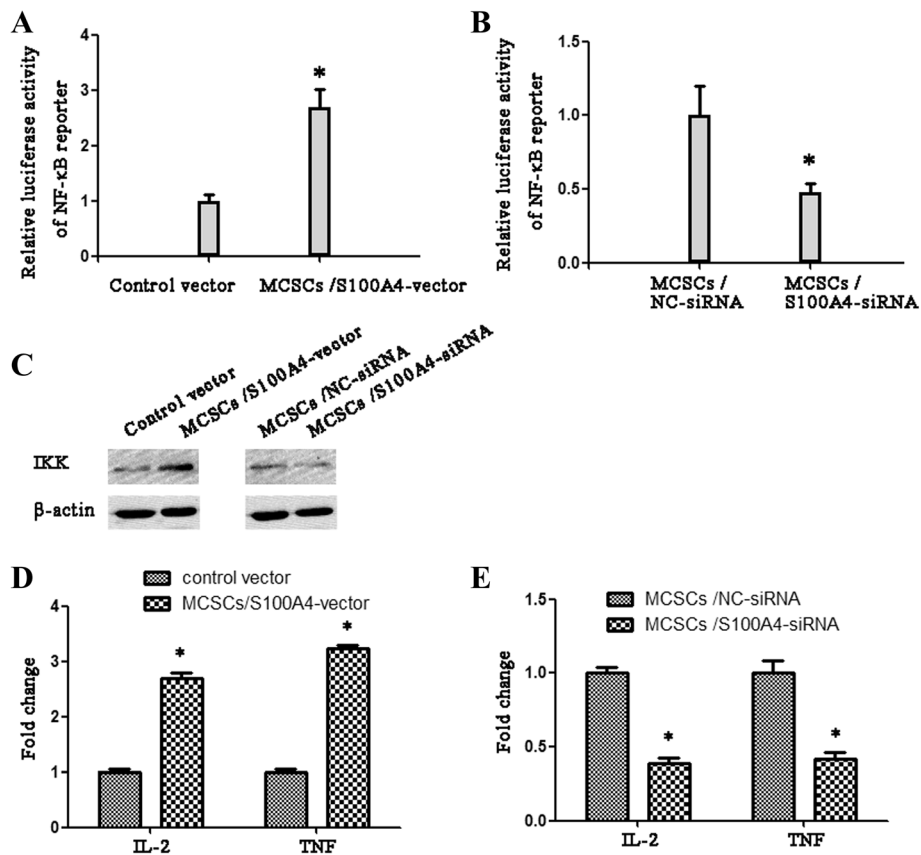 A
Relative luciferase activity
of NF-κB reporter
4
3
2
1
0
*
Control vector
MCSCs /S100A4-vector
B
Relative luciferase activity
of NF-κB reporter
1.5
1.0
0.5
0.0
*
MCSCs /
NC-siRNA
MCSCs /
S100A4-siRNA
C
Control vector
MCSCs /S100A4-vector
MCSCs /NC-siRNA
MCSCs /S100A4-siRNA
IKK
β-actin
D
control vector
MCSCs/S100A4-vector
Fold change
4
3
2
1
0
*
*
IL-2
TNF
E
MCSCs /NC-siRNA
MCSCs /S100A4-siRNA
Fold change
1.5
1.0
0.5
0.0
*
*
IL-2
TNF